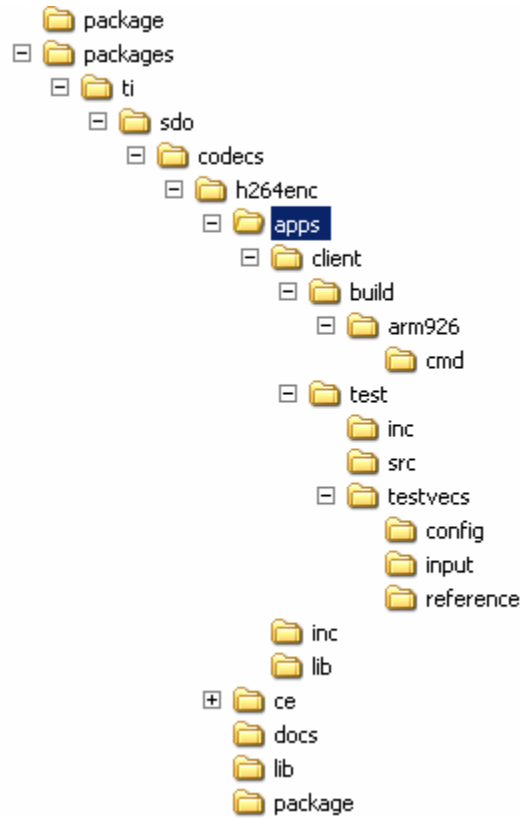 package
packages
ti
sdo
codecs
h264enc
apps
client
build
arm926
cmd
test
inc
src
testvecs
config
input
reference
inc
lib
ce
docs
lib
package